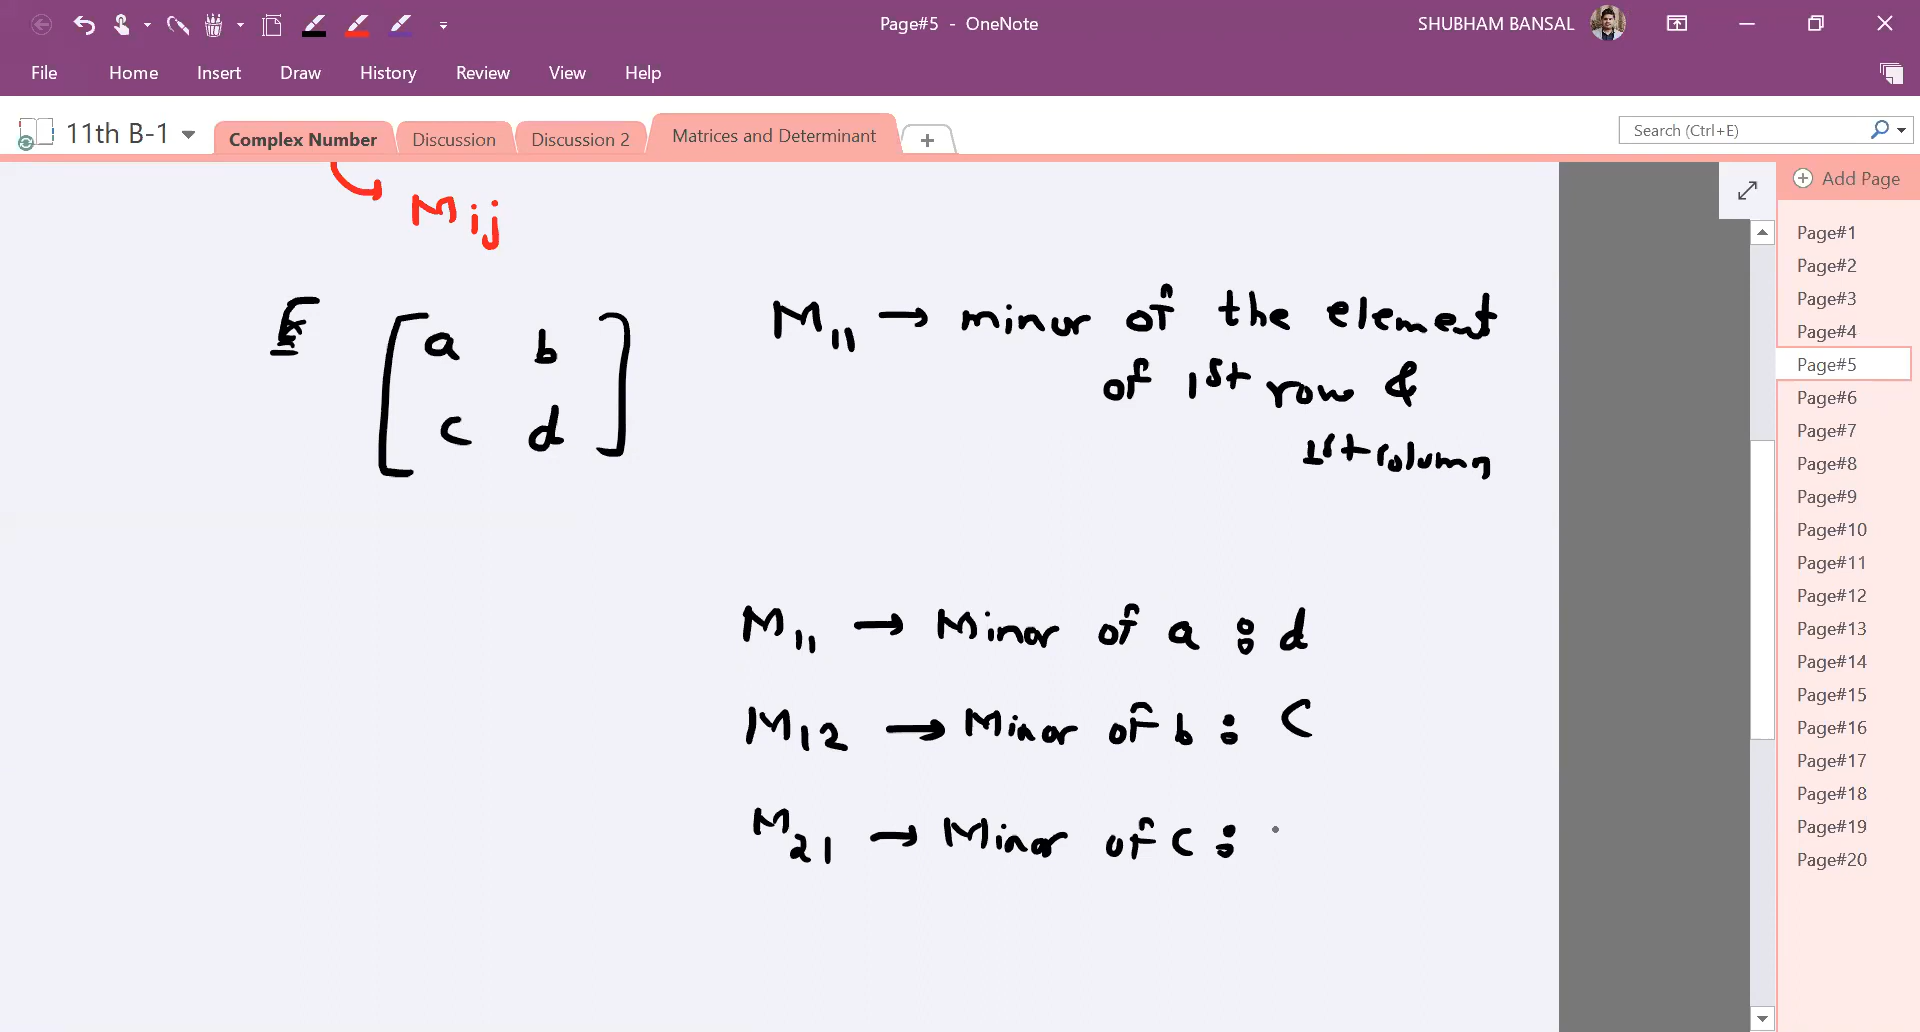 Page#5 - OneNote
SHUBHAM BANSAL
File Home Insert Draw History Review View Help
11th B-1
Complex Number
Discussion
Discussion 2
Matrices and Determinant
Search (Ctrl+E)
Add Page
Page#1
Page#2
Page#3
Page#4
Page#5
Page#6
Page#7
Page#8
Page#9
Page#10
Page#11
Page#12
Page#13
Page#14
Page#15
Page#16
Page#17
Page#18
Page#19
Page#20
Mij
a b
c d
M11 → minor of the element
of 1st row &
1st column
M11 → Minor of a : d
M12 → Minor of b : C
M21 → Minor of c :